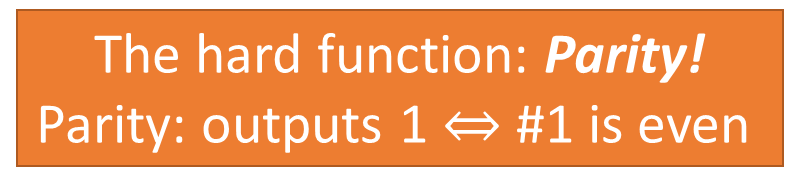 The hard function: Parity!
Parity: outputs 1 ⇔ #1 is even